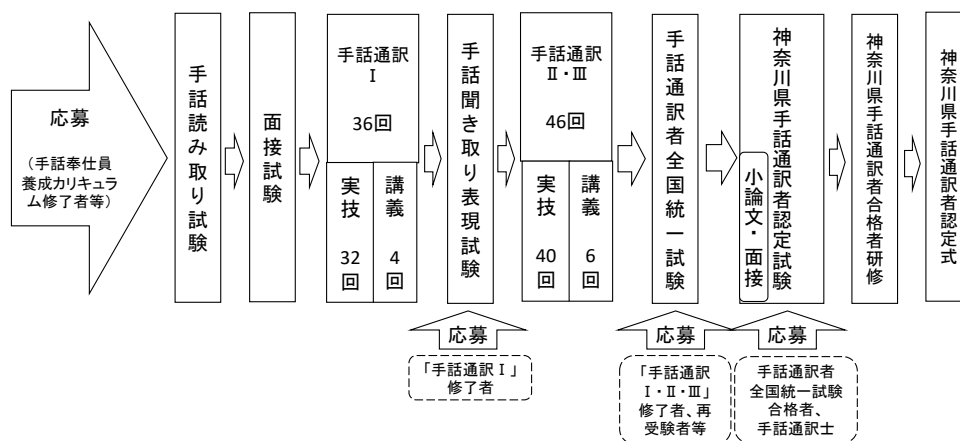 応募
（手話奉仕員
養成カリキュラ
ム修了者等）
手話読み取り試験
面接試験
手話通訳
Ⅰ
36回
実技
32
回
講義
4
回
手話聞き取り表現試験
手話通訳
Ⅱ・Ⅲ
46回
実技
40
回
講義
6
回
手話通訳者全国統一試験
神奈川県手話通訳者認定試験
小論文・面接
神奈川県手話通訳者合格者研修
神奈川県手話通訳者認定式
応募
「手話通訳Ⅰ」
修了者
応募
「手話通訳
Ⅰ・Ⅱ・Ⅲ」
修了者、再
受験者等
応募
手話通訳者
全国統一試験
合格者、
手話通訳士